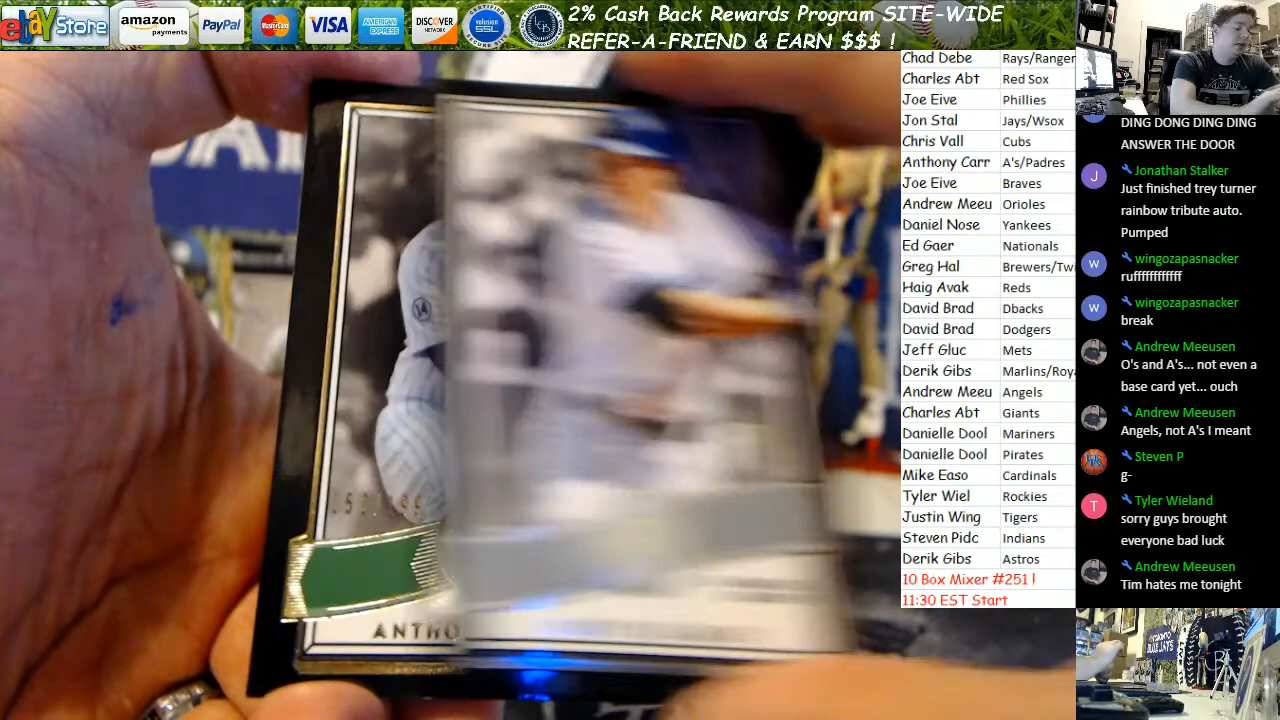 ebay Store
amazon
payments
PayPal
MasterCard
VISA
AMERICAN
EXPRESS
DISCOVER
NETWORK
volusion
SSL
2% Cash Back Rewards Program SITE-WIDE
REFER-A-FRIEND & EARN $$$ !
Chad Debe Rays/Ranger
Charles Abt Red Sox
Joe Eive Phillies
Jon Stal Jays/Wsox
Chris Vall Cubs
Anthony Carr A's/Padres
Joe Eive Braves
Andrew Meeu Orioles
Daniel Nose Yankees
Ed Gaer Nationals
Greg Hal Brewers/Tw
Haig Avak Reds
David Brad Dbacks
David Brad Dodgers
Jeff Gluc Mets
Derik Gibs Marlins/Roya
Andrew Meeu Angels
Charles Abt Giants
Danielle Dool Mariners
Danielle Dool Pirates
Mike Easo Cardinals
Tyler Wiel Rockies
Justin Wing Tigers
Steven Pidc Indians
Derik Gibs Astros
10 Box Mixer #251 !
11:30 EST Start
DING DONG DING DING
ANSWER THE DOOR
J
Jonathan Stalker
Just finished trey turner
rainbow tribute auto.
Pumped
W
wingozapasnacker
rufffffffffff
W
wingozapasnacker
break
Andrew Meeusen
O's and A's... not even a
base card yet... ouch
Andrew Meeusen
Angels, not A's I meant
Steven P
g-
T
Tyler Wieland
sorry guys brought
everyone bad luck
Andrew Meeusen
Tim hates me tonight
14
ANTHO
TORONTO
BLUE JAYS